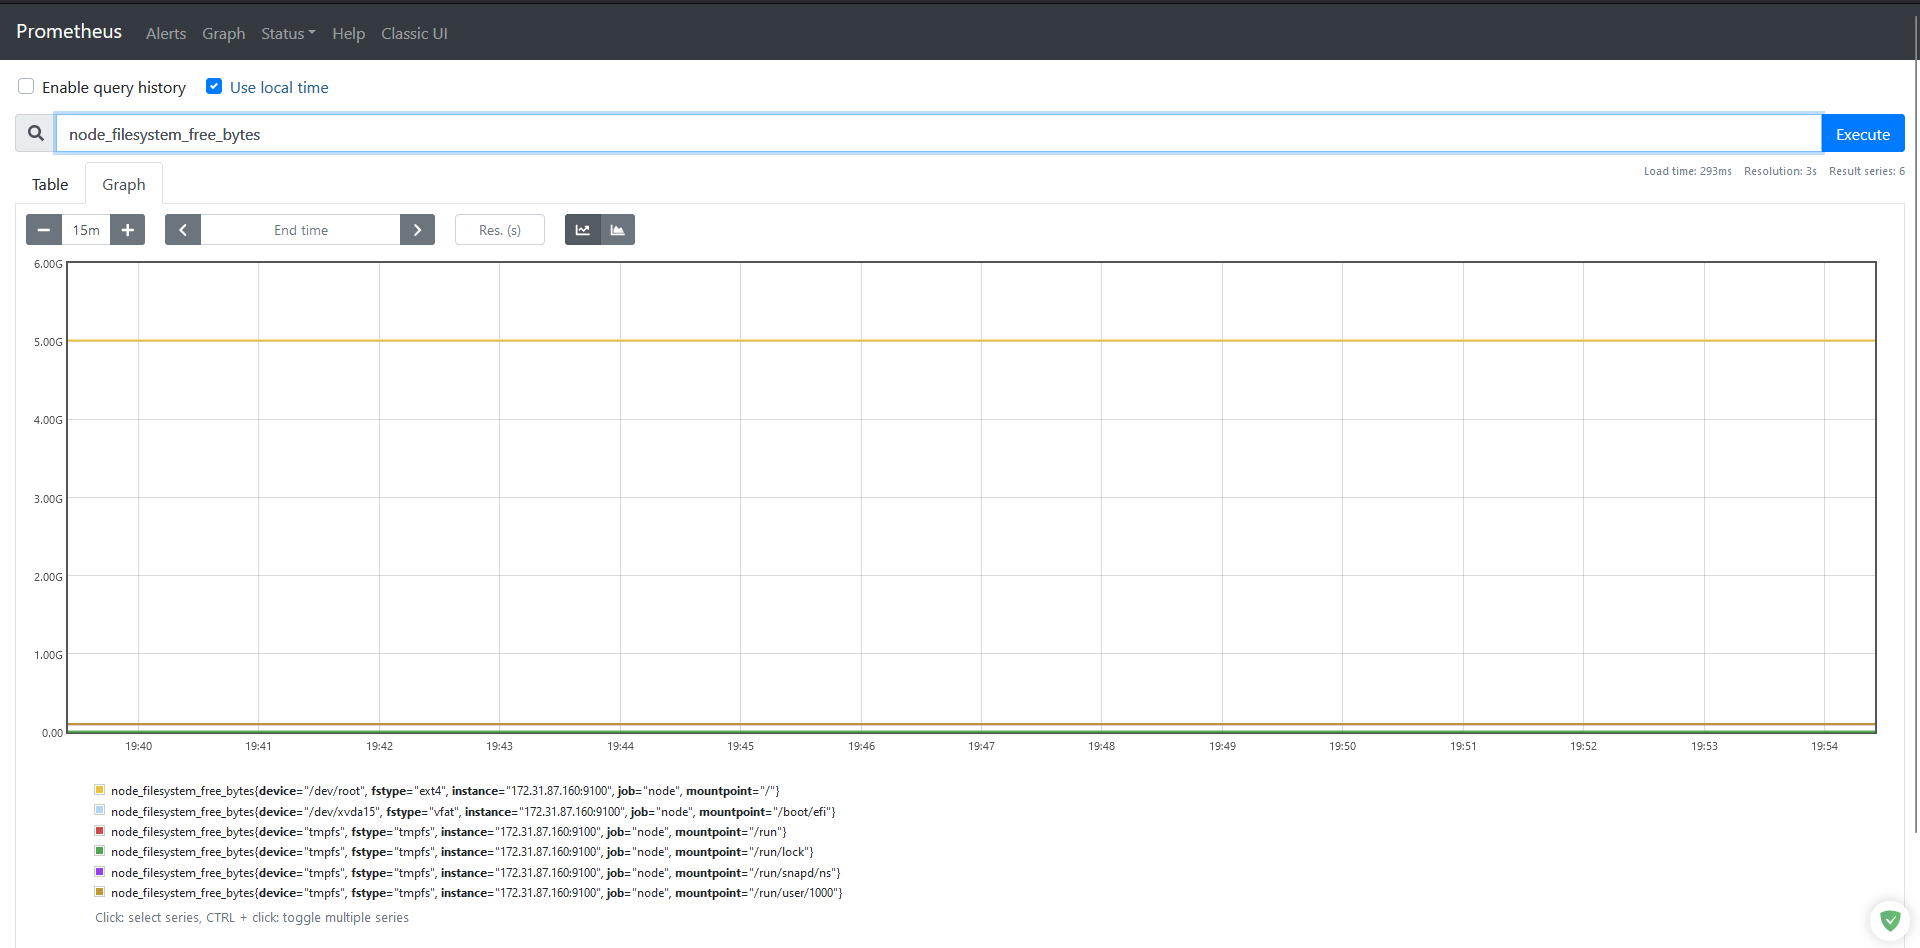 Prometheus Alerts Graph Status Help Classic UI
Enable query history Use local time
node_filesystem_free_bytes Execute
Load time: 293ms Resolution: 3s Result series: 6
Table Graph
15m End time Res. (s)
6.00G
5.00G
4.00G
3.00G
2.00G
1.00G
0.00
19:40 19:41 19:42 19:43 19:44 19:45 19:46 19:47 19:48 19:49 19:50 19:51 19:52 19:53 19:54
node_filesystem_free_bytes{device="/dev/root", fstype="ext4", instance="172.31.87.160:9100", job="node", mountpoint="/"}
node_filesystem_free_bytes{device="/dev/xvda15", fstype="vfat", instance="172.31.87.160:9100", job="node", mountpoint="/boot/efi"}
node_filesystem_free_bytes{device="tmpfs", fstype="tmpfs", instance="172.31.87.160:9100", job="node", mountpoint="/run"}
node_filesystem_free_bytes{device="tmpfs", fstype="tmpfs", instance="172.31.87.160:9100", job="node", mountpoint="/run/lock"}
node_filesystem_free_bytes{device="tmpfs", fstype="tmpfs", instance="172.31.87.160:9100", job="node", mountpoint="/run/snapd/ns"}
node_filesystem_free_bytes{device="tmpfs", fstype="tmpfs", instance="172.31.87.160:9100", job="node", mountpoint="/run/user/1000"}
Click: select series, CTRL + click: toggle multiple series